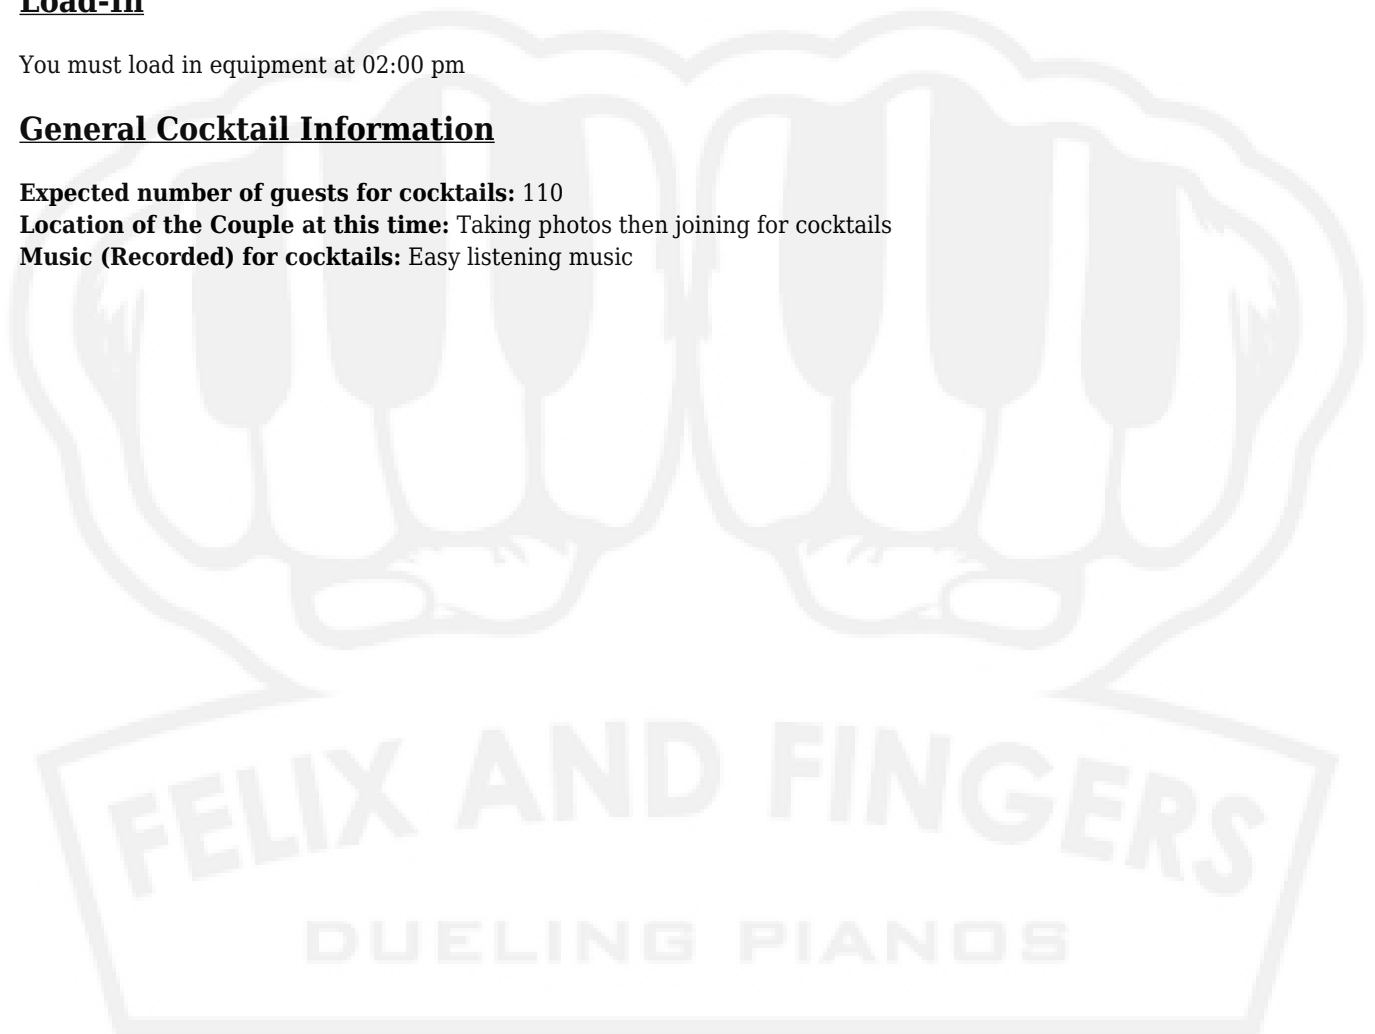 Load-In
You must load in equipment at 02:00 pm
General Cocktail Information
Expected number of guests for cocktails: 110
Location of the Couple at this time: Taking photos then joining for cocktails
Music (Recorded) for cocktails: Easy listening music
FELIX AND FINGERS
DUELING PIANOS